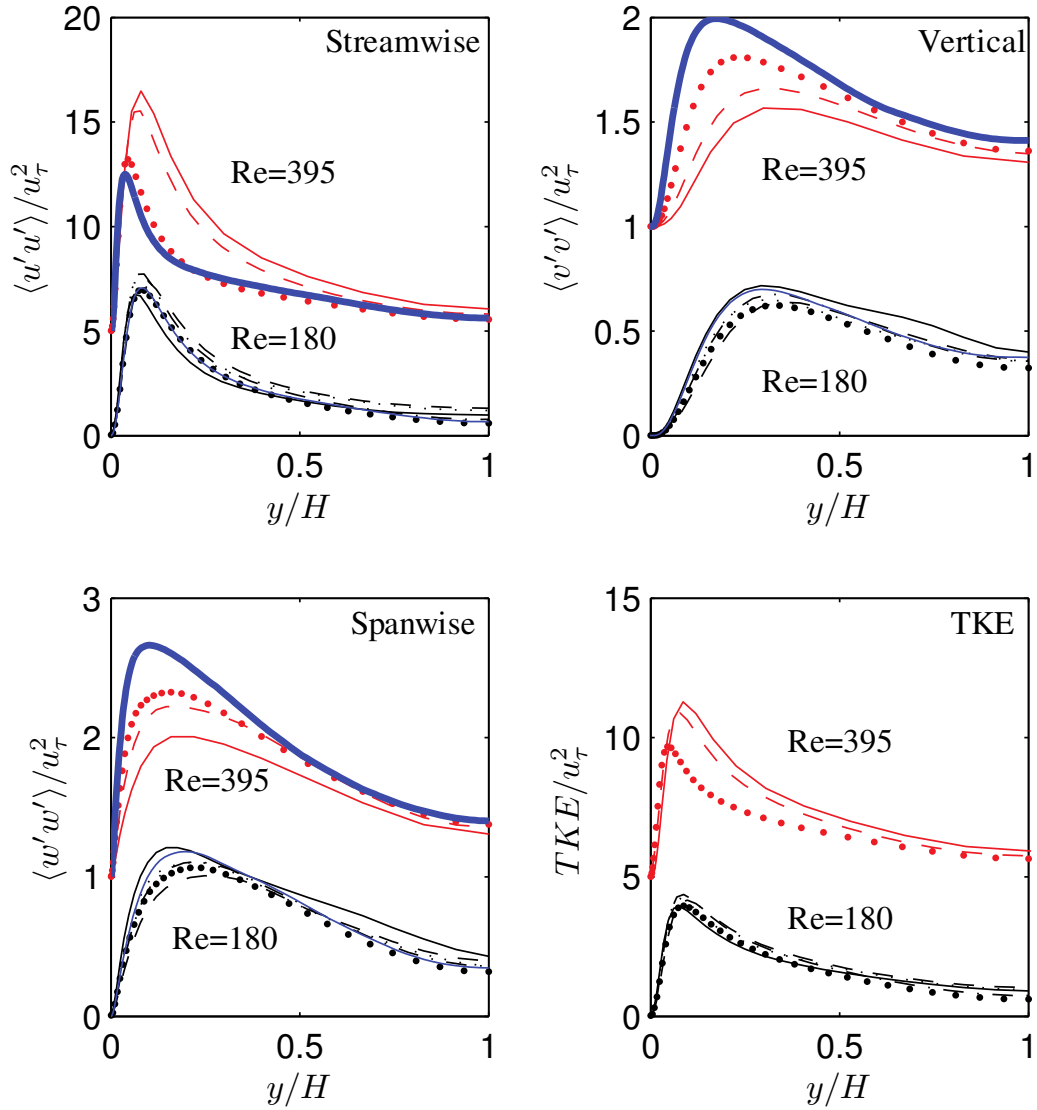 20
Streamwise
15
Re=395
10
5
Re=180
0
0
0.5
1
⟨u′u′⟩/u_τ^2
y/H
2
Vertical
1.5
Re=395
1
0.5
Re=180
0
0
0.5
1
⟨v′v′⟩/u_τ^2
y/H
3
Spanwise
2
Re=395
1
Re=180
0
0
0.5
1
⟨w′w′⟩/u_τ^2
y/H
15
TKE
10
Re=395
5
Re=180
0
0
0.5
1
TKE/u_τ^2
y/H